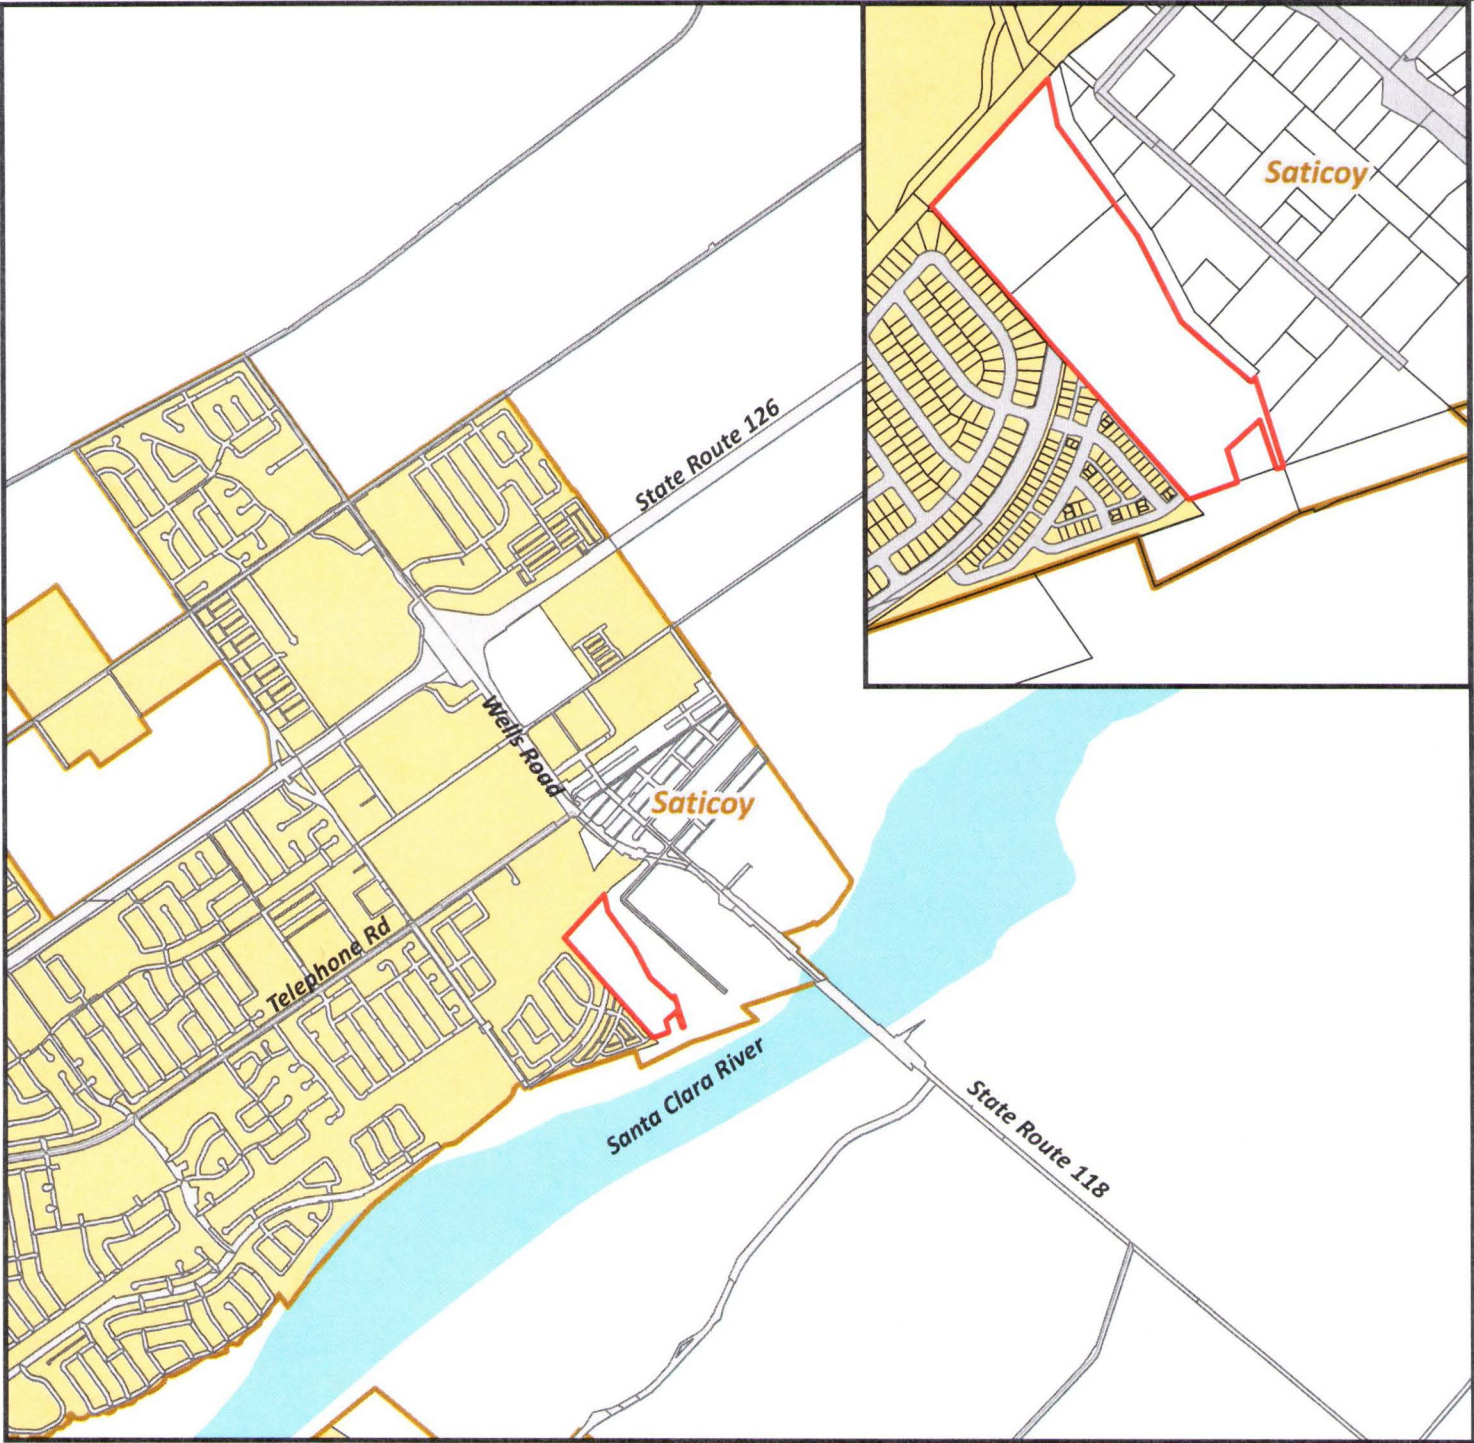 Saticoy
State Route 126
Wells Road
Saticoy
Telephone Rd
Santa Clara River
State Route 118